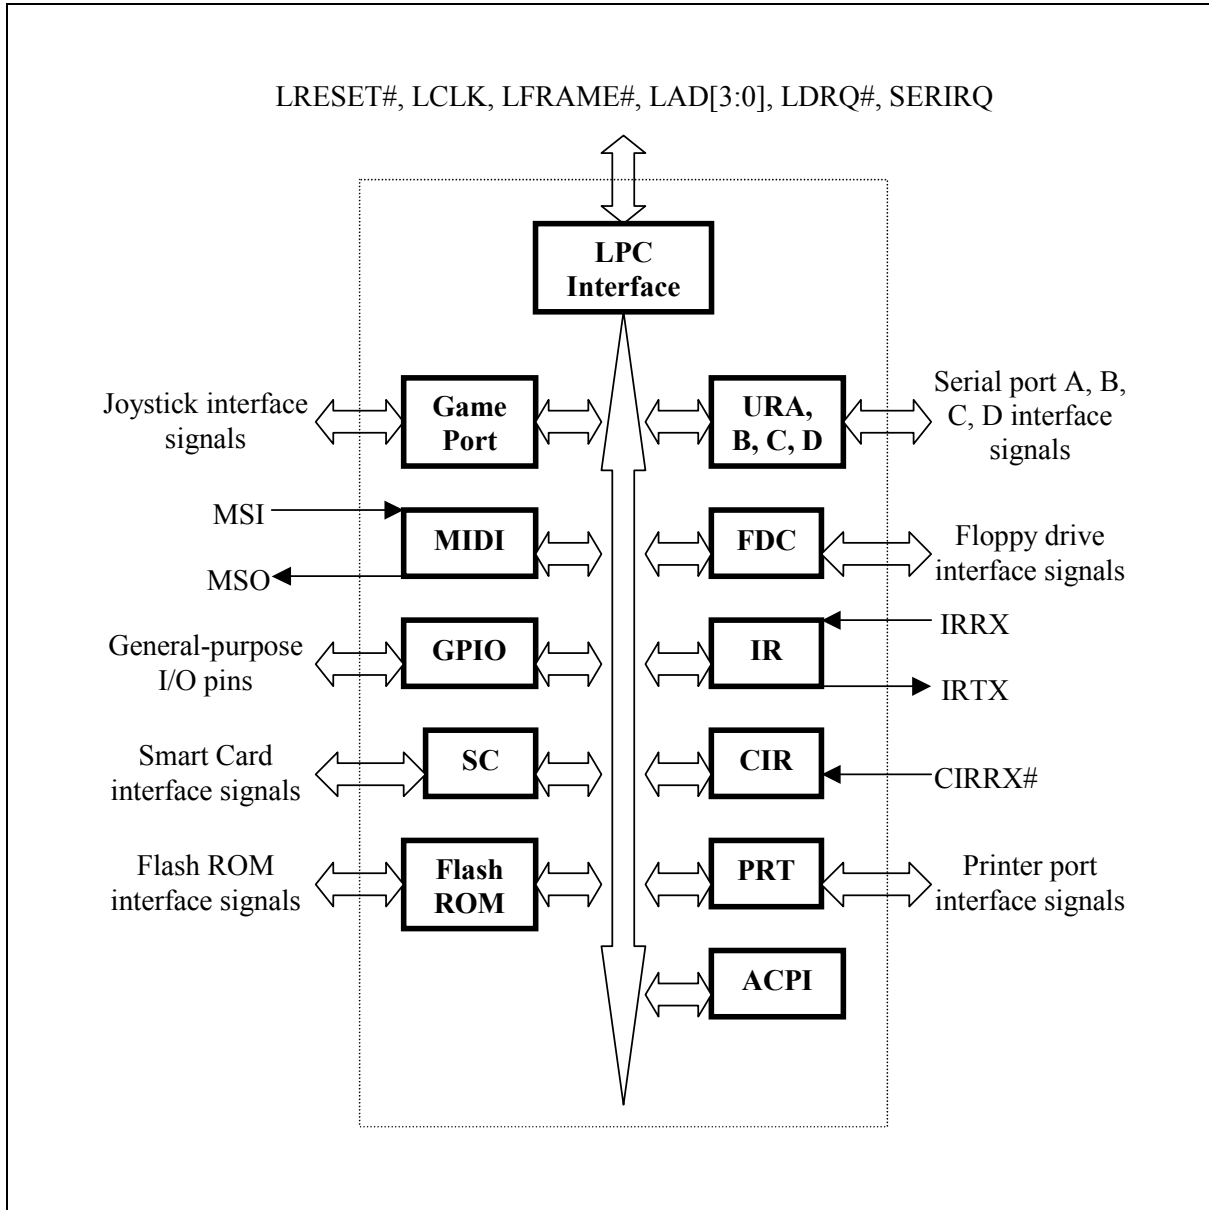 LRESET#, LCLK, LFRAME#, LAD[3:0], LDRQ#, SERIRQ
LPC
Interface
Joystick interface
signals
Game
Port
URA,
B, C, D
Serial port A, B,
C, D interface
signals
MSI
MSO
MIDI
FDC
Floppy drive
interface signals
General-purpose
I/O pins
GPIO
IR
IRRX
IRTX
Smart Card
interface signals
SC
CIR
CIRRX#
Flash ROM
interface signals
Flash
ROM
PRT
Printer port
interface signals
ACPI